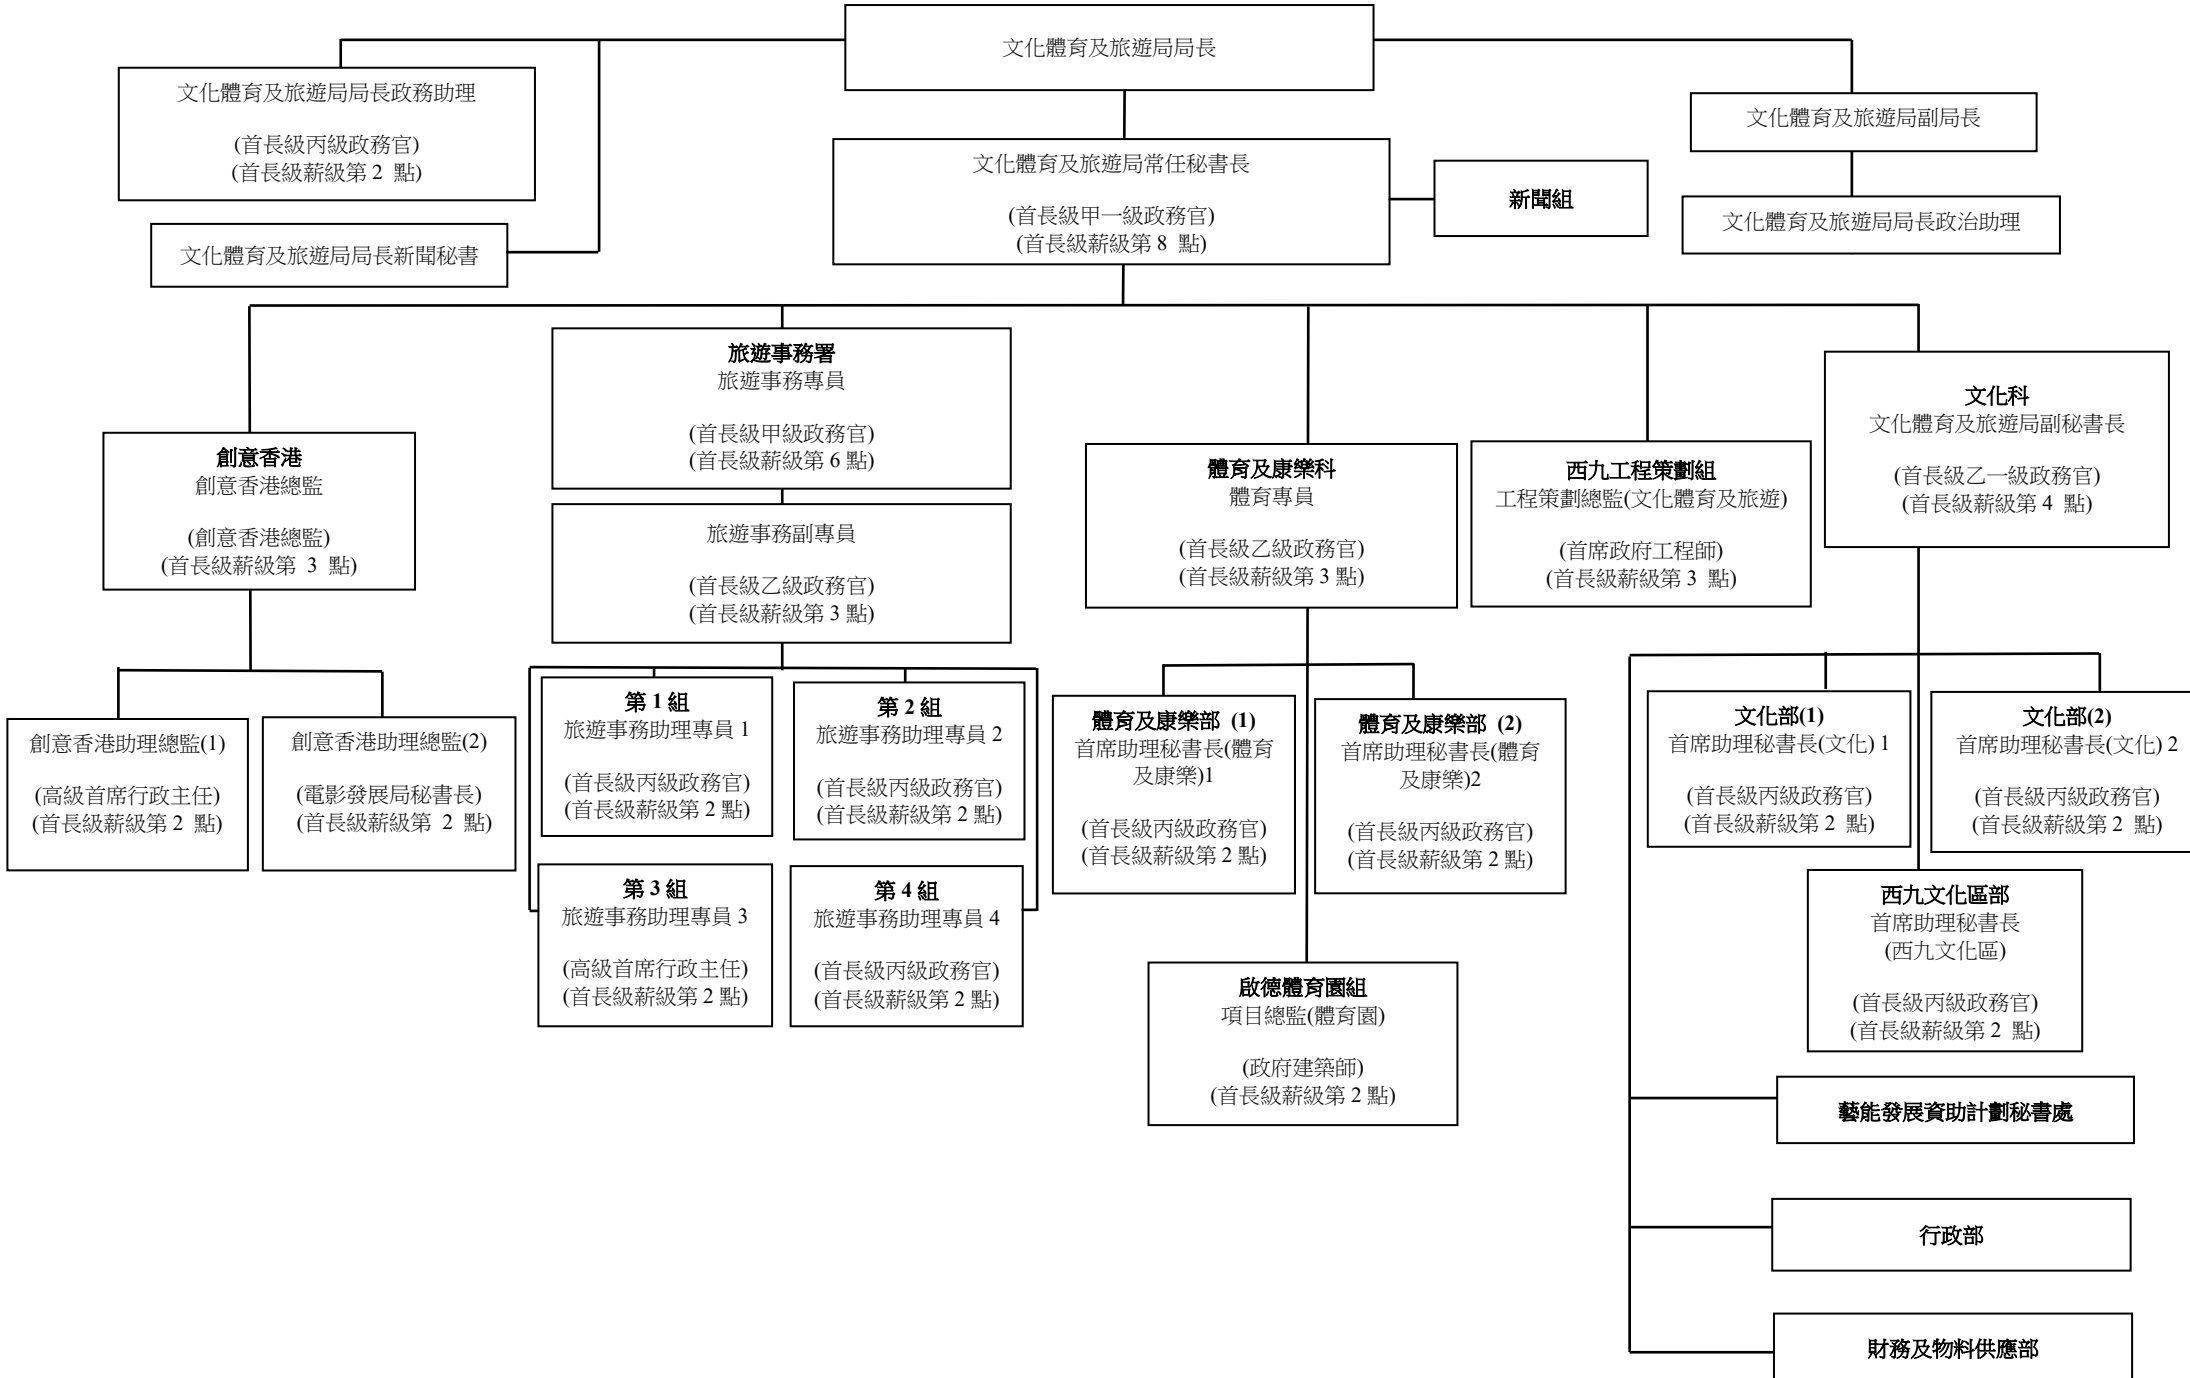 文化體育及旅遊局局長
文化體育及旅遊局局長政務助理
(首長級丙級政務官)
(首長級薪級第 2 點)
文化體育及旅遊局局長新聞秘書
文化體育及旅遊局常任秘書長
(首長級甲一級政務官)
(首長級薪級第 8 點)
新聞組
文化體育及旅遊局副局長
文化體育及旅遊局局長政治助理
創意香港
創意香港總監
(創意香港總監)
(首長級薪級第 3 點)
創意香港助理總監(1)
(高級首席行政主任)
(首長級薪級第 2 點)
創意香港助理總監(2)
(電影發展局秘書長)
(首長級薪級第 2 點)
旅遊事務署
旅遊事務專員
(首長級甲級政務官)
(首長級薪級第 6 點)
旅遊事務副專員
(首長級乙級政務官)
(首長級薪級第 3 點)
第 1 組
旅遊事務助理專員 1
(首長級丙級政務官)
(首長級薪級第 2 點)
第 2 組
旅遊事務助理專員 2
(首長級丙級政務官)
(首長級薪級第 2 點)
第 3 組
旅遊事務助理專員 3
(高級首席行政主任)
(首長級薪級第 2 點)
第 4 組
旅遊事務助理專員 4
(首長級丙級政務官)
(首長級薪級第 2 點)
體育及康樂科
體育專員
(首長級乙級政務官)
(首長級薪級第 3 點)
體育及康樂部 (1)
首席助理秘書長(體育
及康樂)1
(首長級丙級政務官)
(首長級薪級第 2 點)
體育及康樂部 (2)
首席助理秘書長(體育
及康樂)2
(首長級丙級政務官)
(首長級薪級第 2 點)
啟德體育園組
項目總監(體育園)
(政府建築師)
(首長級薪級第 2 點)
西九工程策劃組
工程策劃總監(文化體育及旅遊)
(首席政府工程師)
(首長級薪級第 3 點)
文化科
文化體育及旅遊局副秘書長
(首長級乙一級政務官)
(首長級薪級第 4 點)
文化部(1)
首席助理秘書長(文化) 1
(首長級丙級政務官)
(首長級薪級第 2 點)
文化部(2)
首席助理秘書長(文化) 2
(首長級丙級政務官)
(首長級薪級第 2 點)
西九文化區部
首席助理秘書長
(西九文化區)
(首長級丙級政務官)
(首長級薪級第 2 點)
藝能發展資助計劃秘書處
行政部
財務及物料供應部